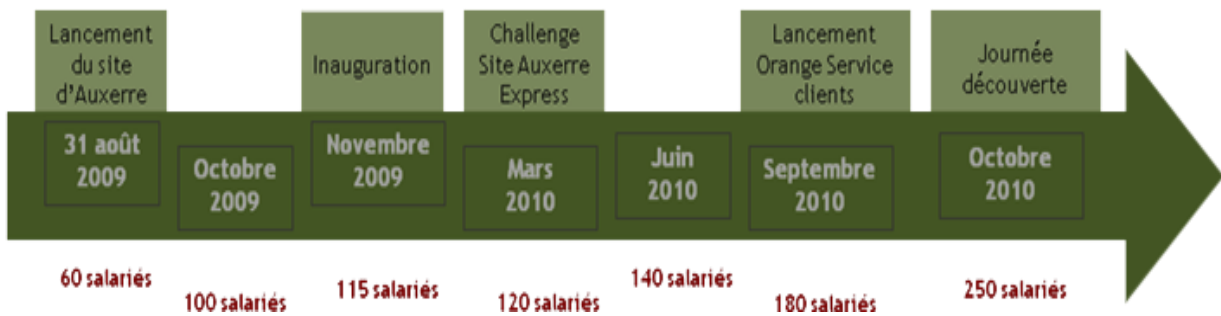 Lancement
du site
d'Auxerre
Inauguration
Challenge
Site Auxerre
Express
Lancement
Orange Service
clients
Journée
découverte
31 août
2009
Octobre
2009
Novembre
2009
Mars
2010
Juin
2010
Septembre
2010
Octobre
2010
60 salariés
100 salariés
115 salariés
120 salariés
140 salariés
180 salariés
250 salariés